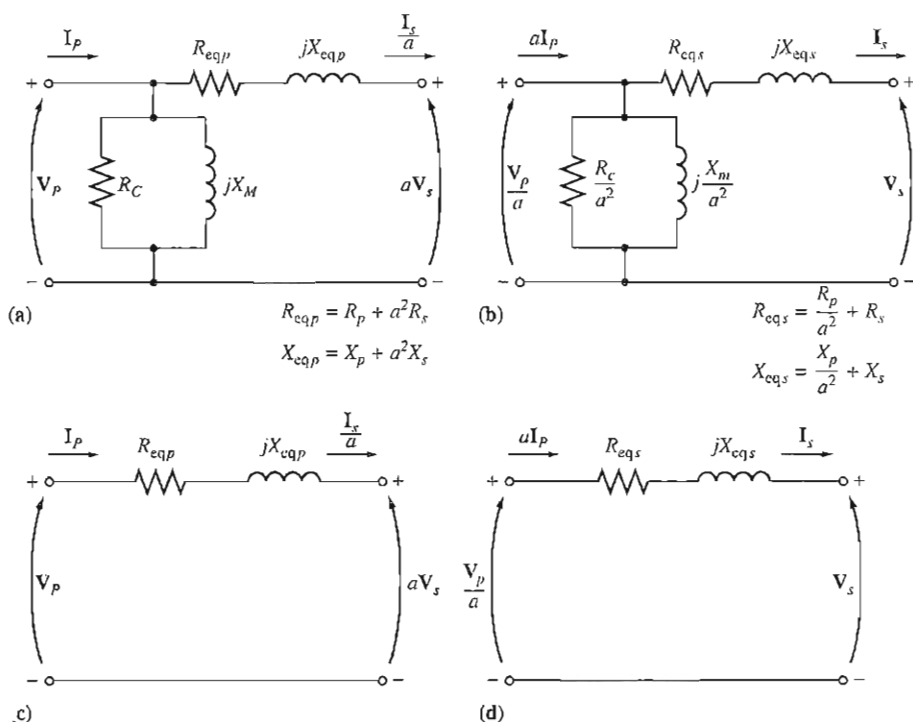 I_p
R_eqp
jX_eqp
I_s/a
+
+
V_p
R_C
jX_M
aV_s
−
−
(a)
R_eqp = R_p + a²R_s
X_eqp = X_p + a²X_s
aI_p
R_eqs
jX_eqs
I_s
+
+
V_p/a
R_c/a²
j X_m/a²
V_s
−
−
(b)
R_eqs = R_p/a² + R_s
X_eqs = X_p/a² + X_s
I_p
R_eqp
jX_eqp
I_s/a
+
+
V_p
aV_s
−
−
c)
aI_p
R_eqs
jX_eqs
I_s
+
+
V_p/a
V_s
−
−
(d)